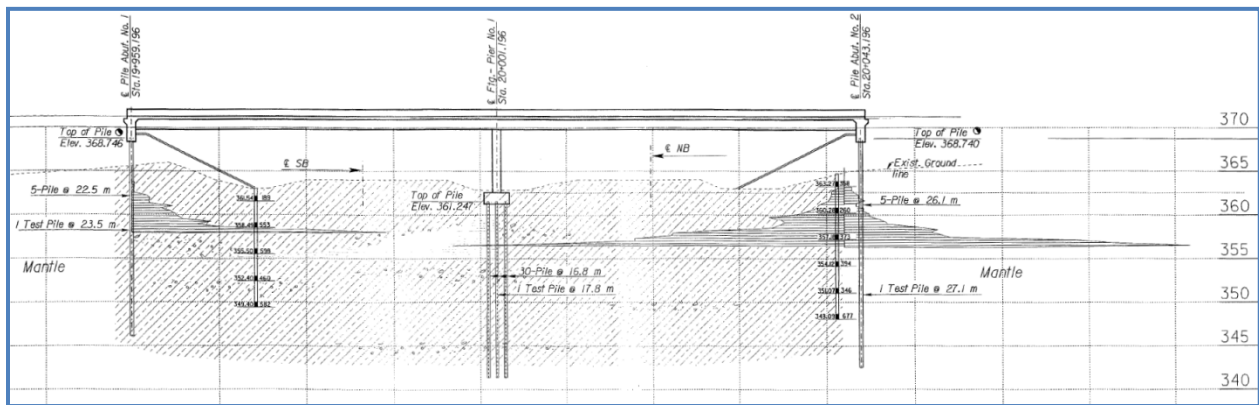 ℄ Pile Abut. No. 1
Sta. 19+959.196
℄ Ftg.- Pier No. 1
Sta. 20+001.196
℄ Pile Abut. No. 2
Sta. 20+043.196
370
Top of Pile
Elev. 368.746
Top of Pile
Elev. 368.740
℄ SB
℄ NB
Exist. Ground
line
365
5-Pile @ 22.5 m
Top of Pile
Elev. 361.247
5-Pile @ 26.1 m
360
1 Test Pile @ 23.5 m
355
Mantle
30-Pile @ 16.8 m
Mantle
1 Test Pile @ 17.8 m
1 Test Pile @ 27.1 m
350
345
340